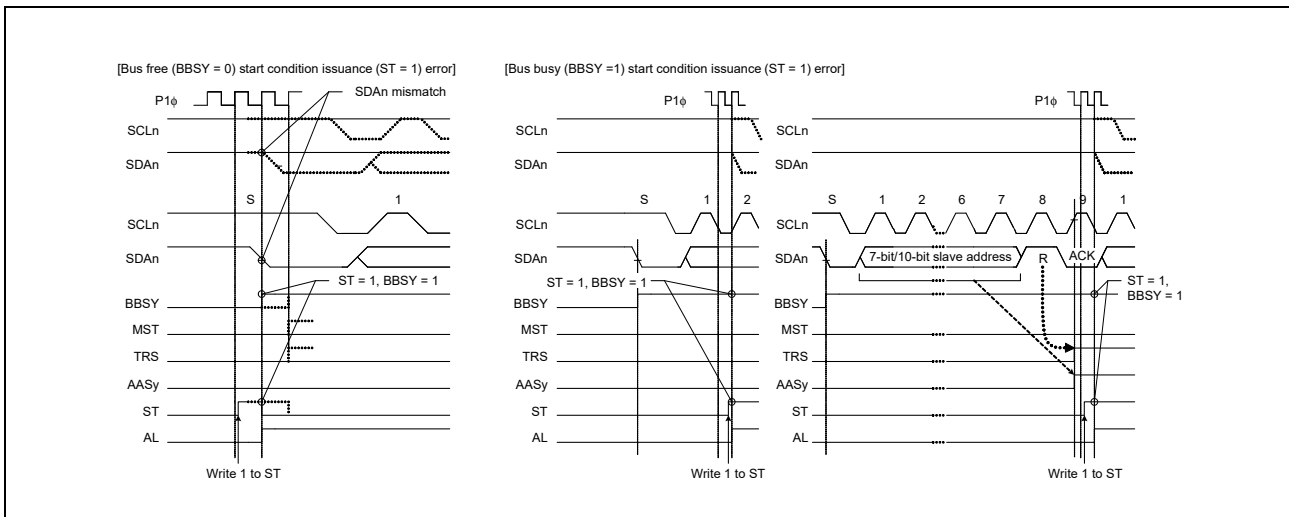 [Bus free (BBSY = 0) start condition issuance (ST = 1) error]
P1ϕ
SDAn mismatch
SCLn
SDAn
S 1
SCLn
SDAn
ST = 1, BBSY = 1
BBSY
MST
TRS
AASy
ST
AL
Write 1 to ST
[Bus busy (BBSY =1) start condition issuance (ST = 1) error]
P1ϕ
SCLn
SDAn
S 1 2
SCLn
SDAn
ST = 1, BBSY = 1
BBSY
MST
TRS
AASy
ST
AL
Write 1 to ST
P1ϕ
SCLn
SDAn
S 1 2 6 7 8 9 1
SCLn
SDAn 7-bit/10-bit slave address R ACK
ST = 1,
BBSY = 1
BBSY
MST
TRS
AASy
ST
AL
Write 1 to ST